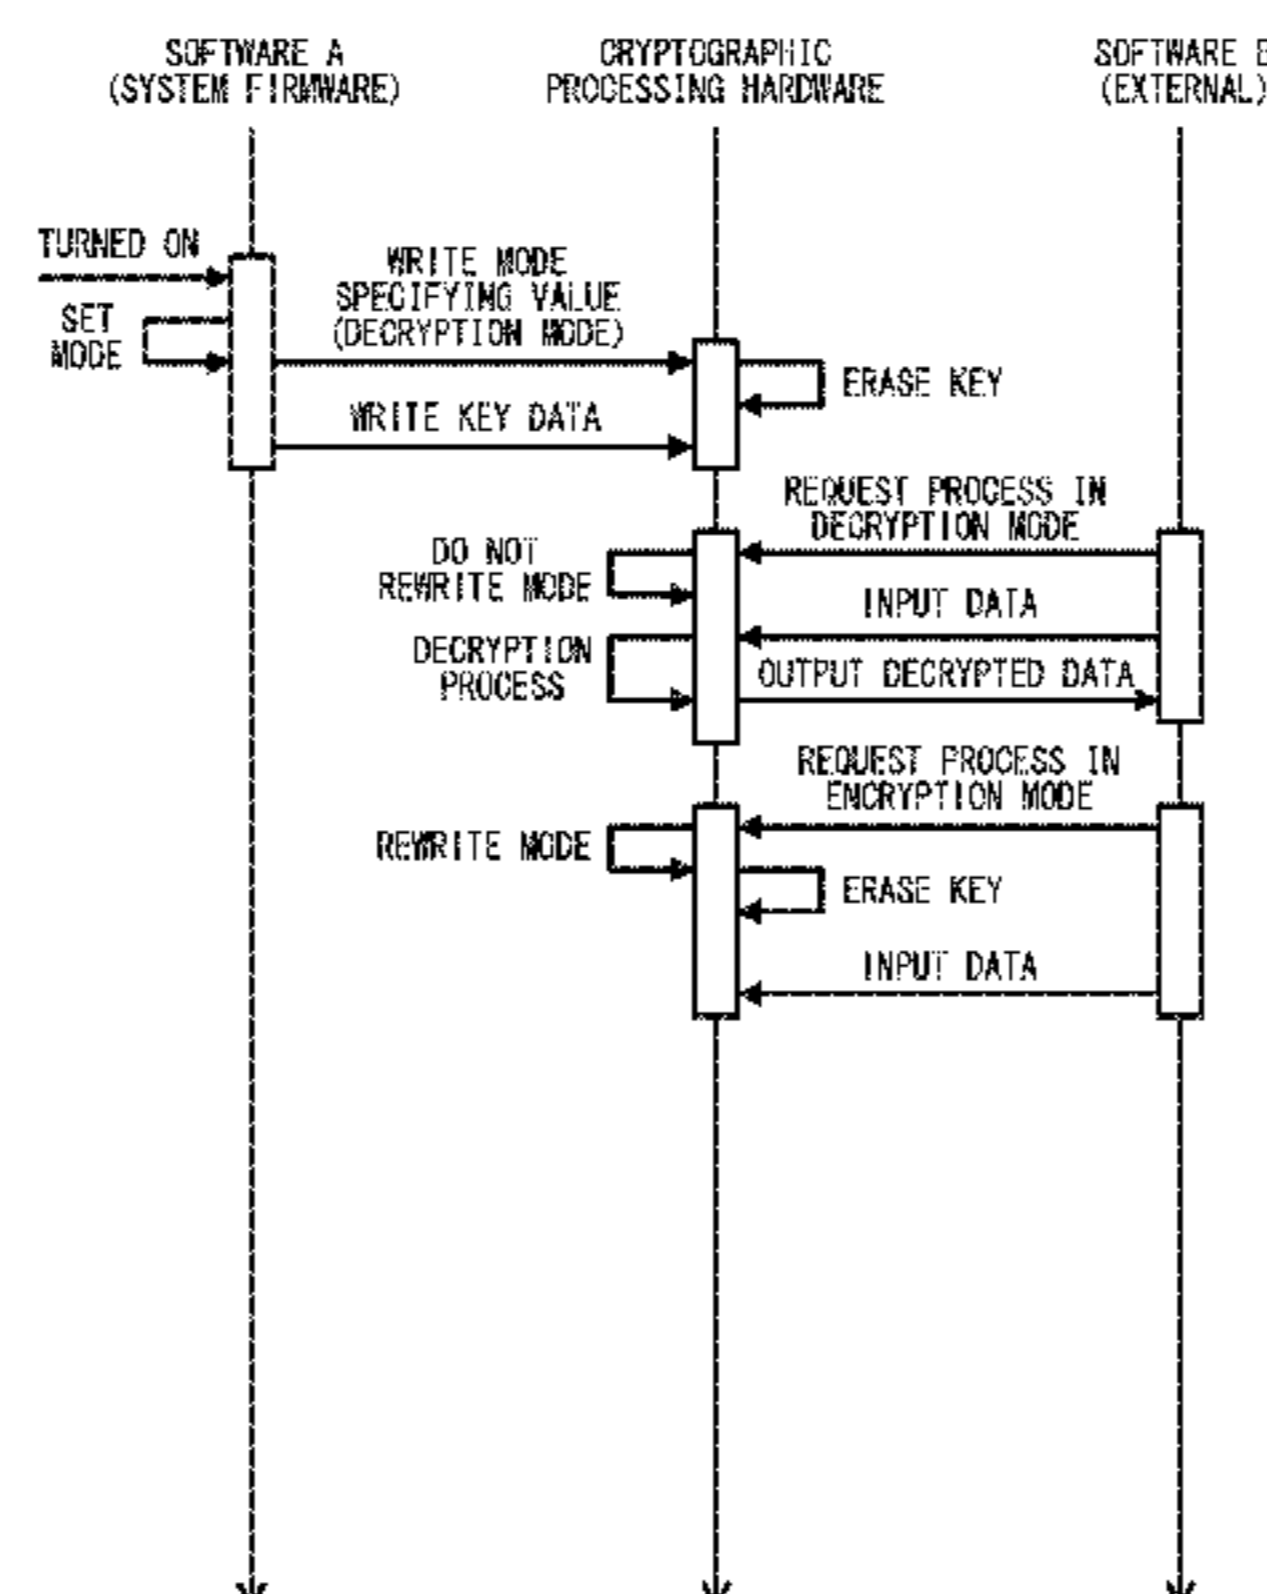 SOFTWARE A
(SYSTEM FIRMWARE)
CRYPTOGRAPHIC
PROCESSING HARDWARE
SOFTWARE
(EXTERNAL)
TURNED ON
SET
MODE
WRITE MODE
SPECIFYING VALUE
(DECRYPTION MODE)
ERASE KEY
WRITE KEY DATA
REQUEST PROCESS IN
DECRYPTION MODE
DO NOT
REWRITE MODE
INPUT DATA
DECRYPTION
PROCESS
OUTPUT DECRYPTED DATA
REQUEST PROCESS IN
ENCRYPTION MODE
REWRITE MODE
ERASE KEY
INPUT DATA